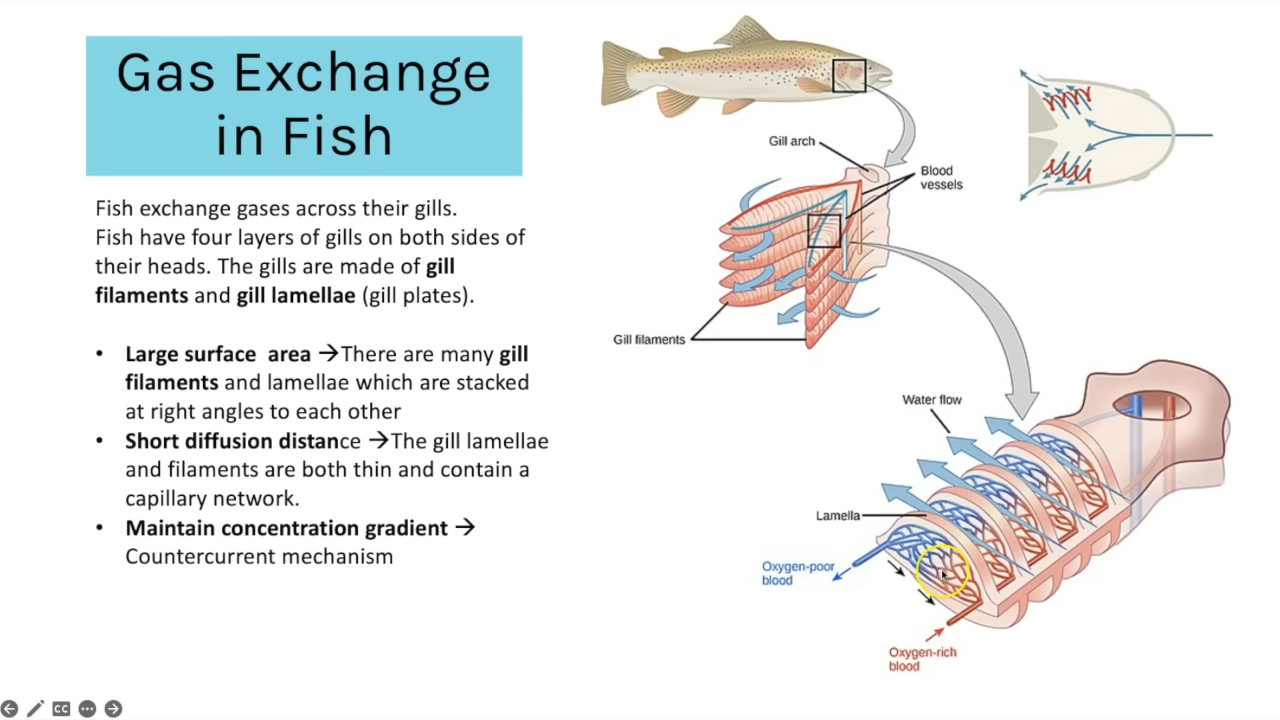 Gas Exchange
in Fish
Fish exchange gases across their gills.
Fish have four layers of gills on both sides of
their heads. The gills are made of gill
filaments and gill lamellae (gill plates).
• Large surface area →There are many gill
filaments and lamellae which are stacked
at right angles to each other
• Short diffusion distance →The gill lamellae
and filaments are both thin and contain a
capillary network.
• Maintain concentration gradient →
Countercurrent mechanism
Gill arch
Blood
vessels
Gill filaments
Water flow
Lamella
Oxygen-poor
blood
Oxygen-rich
blood
CC